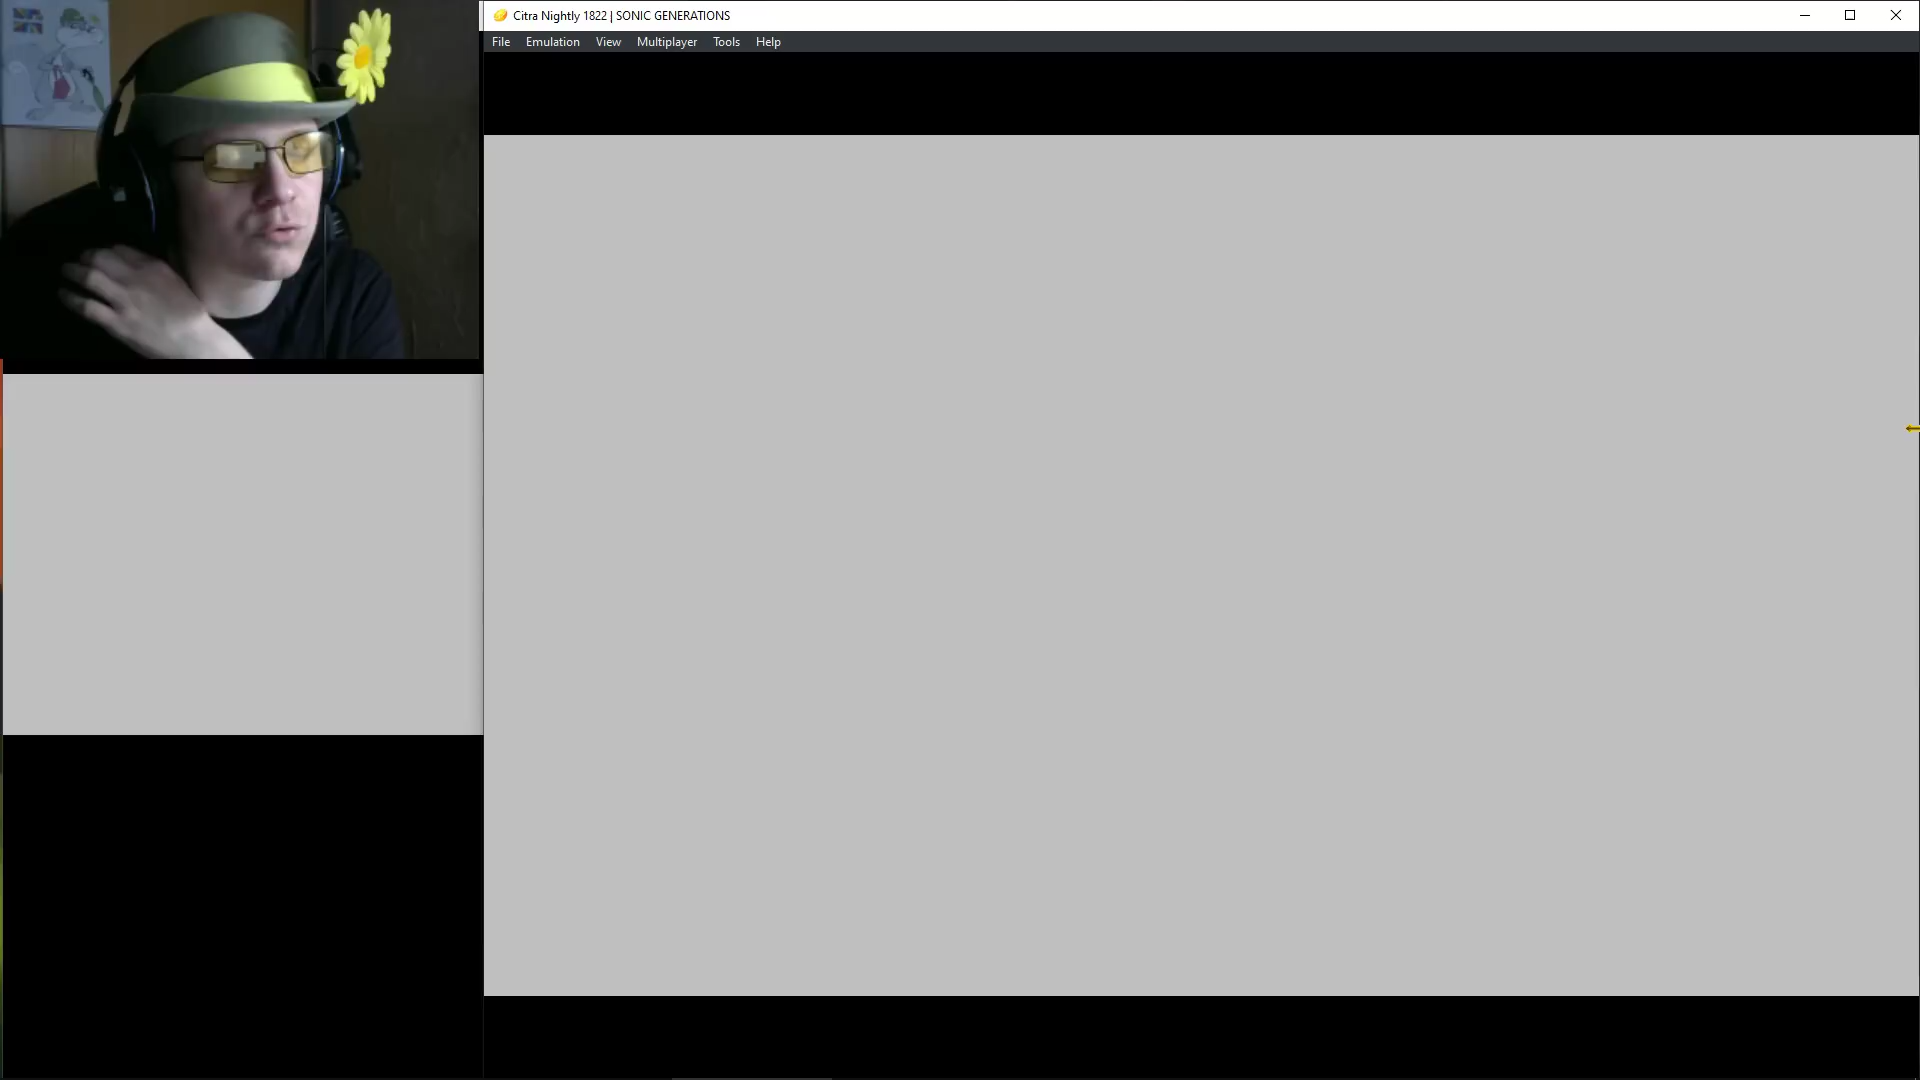 Citra Nightly 1822 | SONIC GENERATIONS
File Emulation View Multiplayer Tools Help